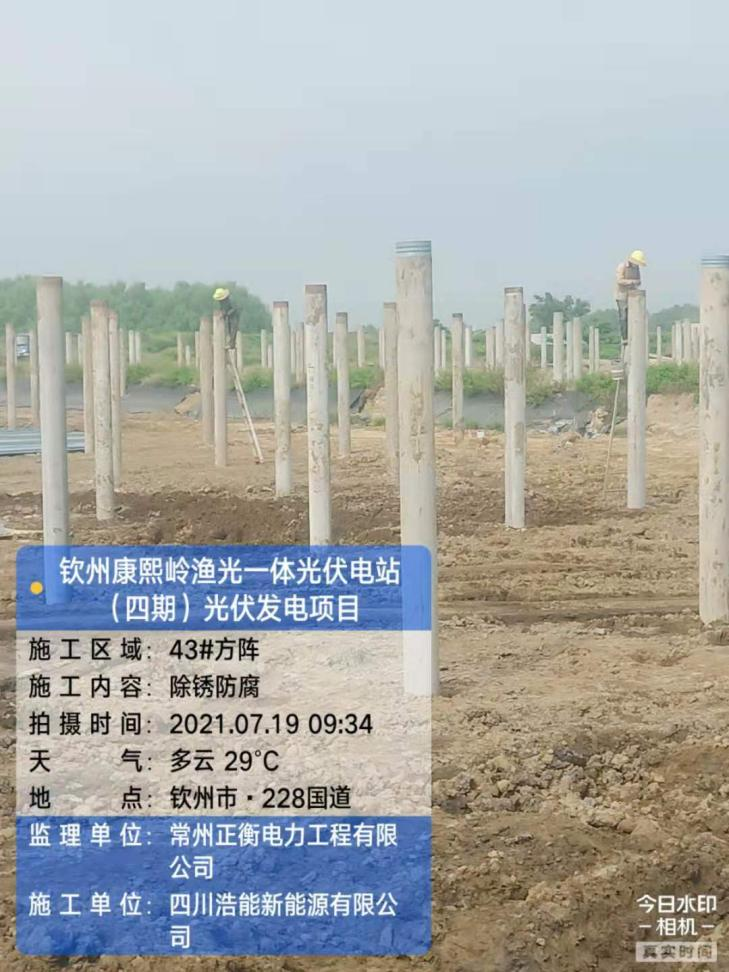 钦州康熙岭渔光一体光伏电站
（四期）光伏发电项目
施工区域：43#方阵
施工内容：除锈防腐
拍摄时间：2021.07.19 09:34
天气：多云 29℃
地点：钦州市·228国道
监理单位：常州正衡电力工程有限
公司
施工单位：四川浩能新能源有限公
司
今日水印
-相机-
真实时间